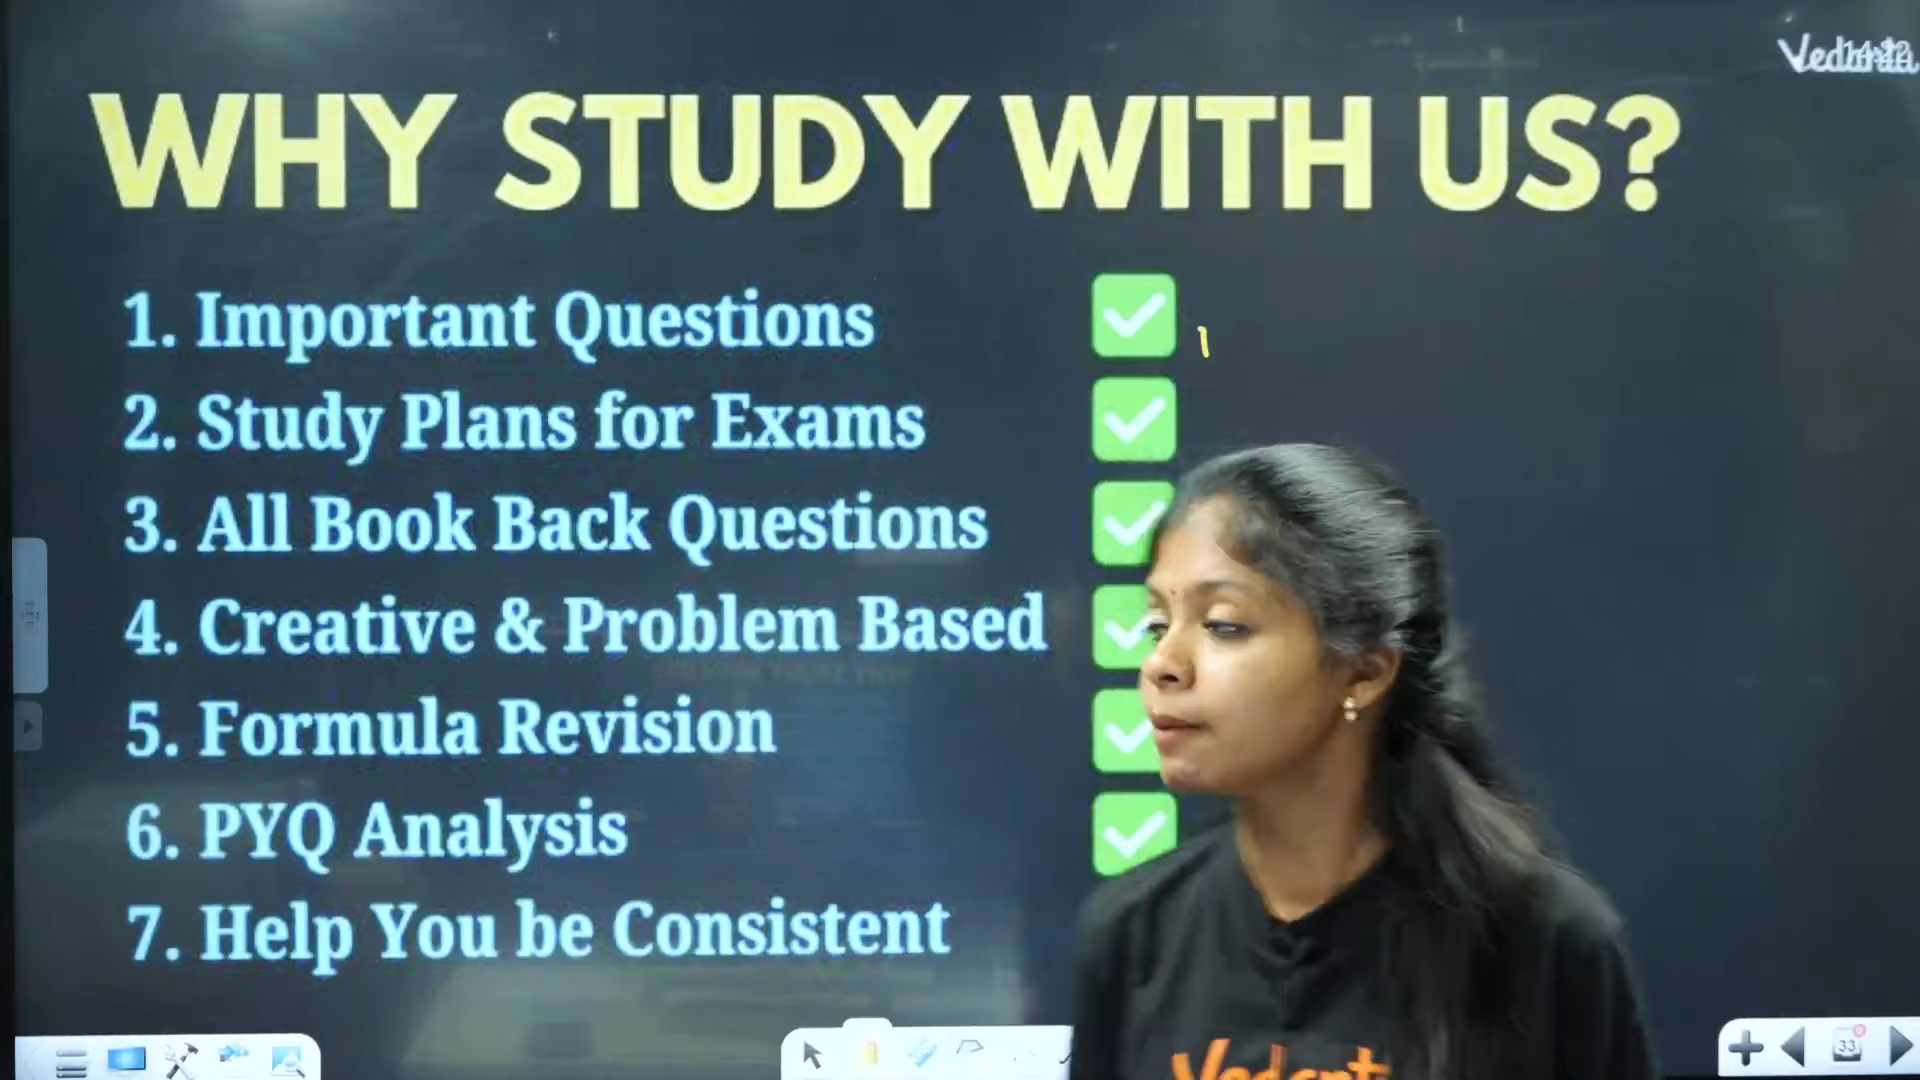 Vedantu
WHY STUDY WITH US?
1. Important Questions
2. Study Plans for Exams
3. All Book Back Questions
4. Creative & Problem Based
5. Formula Revision
6. PYQ Analysis
7. Help You be Consistent
33